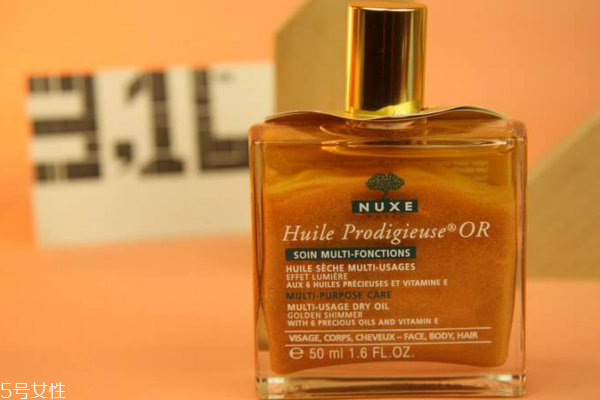 3,1
NUXE
Huile Prodigieuse® OR
SOIN MULTI-FONCTIONS
HUILE SÈCHE MULTI-USAGES
EFFET LUMIÈRE
AUX 6 HUILES PRÉCIEUSES ET VITAMINE E
MULTI-PURPOSE CARE
MULTI-USAGE DRY OIL
GOLDEN SHIMMER
WITH 6 PRECIOUS OILS AND VITAMIN E
VISAGE, CORPS, CHEVEUX – FACE, BODY, HAIR
℮ 50 ml 1.6 FL.OZ.
5号女性